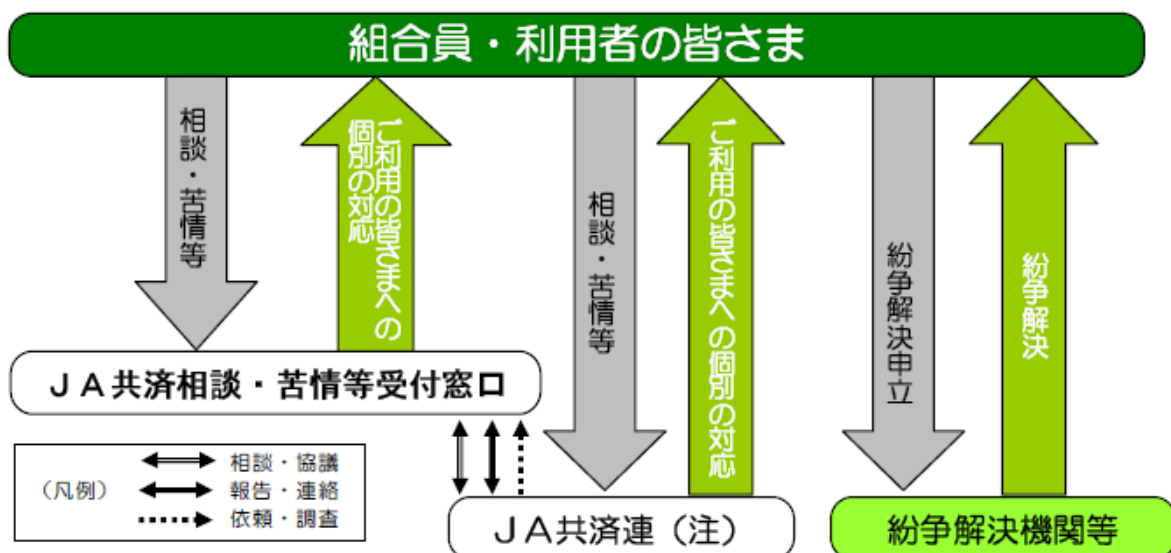 組合員・利用者の皆さま
相談・苦情等
ご利用の皆さまへの
個別の対応
相談・苦情等
ご利用の皆さまへの個別の対応
紛争解決申立
紛争解決
ＪＡ共済相談・苦情等受付窓口
（凡例）
相談・協議
報告・連絡
依頼・調査
ＪＡ共済連（注）
紛争解決機関等